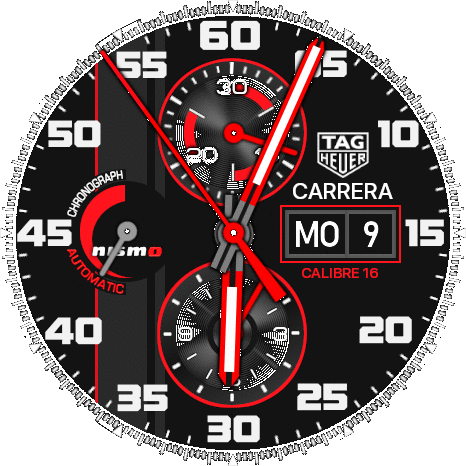 60
55
05
30
20
50
10
TAG
HEUER
CHRONOGRAPH
CARRERA
45
nismo
MO 9
15
AUTOMATIC
CALIBRE 16
40
20
35
25
30